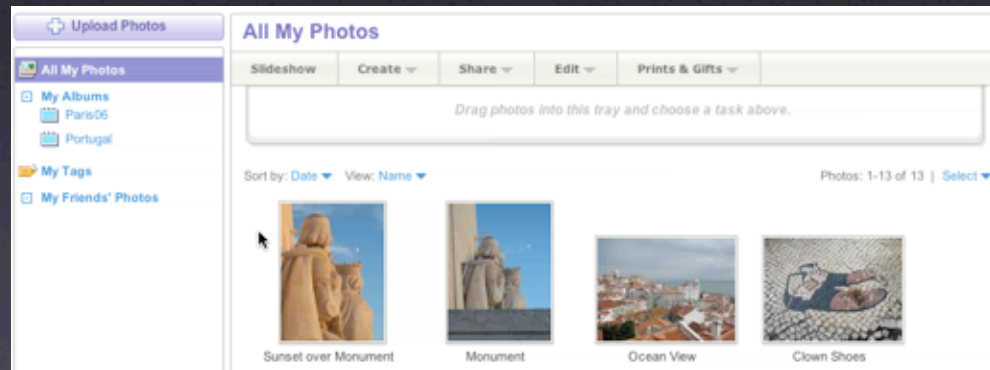 Upload Photos
All My Photos
My Albums
Paris06
Portugal
My Tags
My Friends' Photos
All My Photos
Slideshow Create Share Edit Prints & Gifts
Drag photos into this tray and choose a task above.
Sort by: Date View: Name Photos: 1-13 of 13 | Select
Sunset over Monument Monument Ocean View Clown Shoes